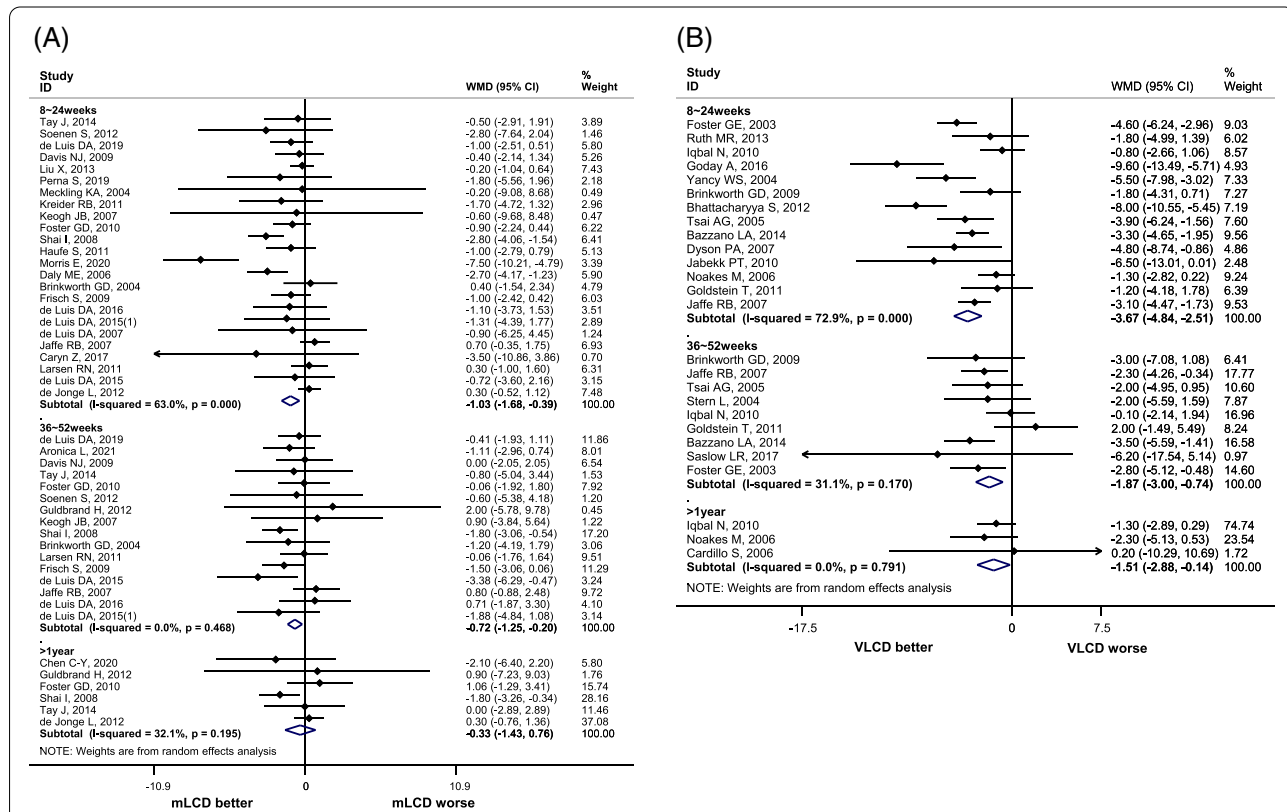 (A)
Study %
ID WMD (95% CI) Weight
8~24weeks
Tay J, 2014 -0.50 (-2.91, 1.91) 3.89
Soenen S, 2012 -2.80 (-7.64, 2.04) 1.46
de Luis DA, 2019 -1.00 (-2.51, 0.51) 5.80
Davis NJ, 2009 -0.40 (-2.14, 1.34) 5.26
Liu X, 2013 -0.20 (-1.04, 0.64) 7.43
Perna S, 2019 -1.80 (-5.56, 1.96) 2.18
Meckling KA, 2004 -0.20 (-9.08, 8.68) 0.49
Kreider RB, 2011 -1.70 (-4.72, 1.32) 2.96
Keogh JB, 2007 -0.60 (-9.68, 8.48) 0.47
Foster GD, 2010 -0.90 (-2.24, 0.44) 6.22
Shai I, 2008 -2.80 (-4.06, -1.54) 6.41
Haufe S, 2011 -1.00 (-2.79, 0.79) 5.13
Morris E, 2020 -7.50 (-10.21, -4.79) 3.39
Daly ME, 2006 -2.70 (-4.17, -1.23) 5.90
Brinkworth GD, 2004 0.40 (-1.54, 2.34) 4.79
Frisch S, 2009 -1.00 (-2.42, 0.42) 6.03
de Luis DA, 2016 -1.10 (-3.73, 1.53) 3.51
de Luis DA, 2015(1) -1.31 (-4.39, 1.77) 2.89
de Luis DA, 2007 -0.90 (-6.25, 4.45) 1.24
Jaffe RB, 2007 0.70 (-0.35, 1.75) 6.93
Caryn Z, 2017 -3.50 (-10.86, 3.86) 0.70
Larsen RN, 2011 0.30 (-1.00, 1.60) 6.31
de Luis DA, 2015 -0.72 (-3.60, 2.16) 3.15
de Jonge L, 2012 0.30 (-0.52, 1.12) 7.48
Subtotal (I-squared = 63.0%, p = 0.000) -1.03 (-1.68, -0.39) 100.00
.
36~52weeks
de Luis DA, 2019 -0.41 (-1.93, 1.11) 11.86
Aronica L, 2021 -1.11 (-2.96, 0.74) 8.01
Davis NJ, 2009 0.00 (-2.05, 2.05) 6.54
Tay J, 2014 -0.80 (-5.04, 3.44) 1.53
Foster GD, 2010 -0.06 (-1.92, 1.80) 7.92
Soenen S, 2012 -0.60 (-5.38, 4.18) 1.20
Guldbrand H, 2012 2.00 (-5.78, 9.78) 0.45
Keogh JB, 2007 0.90 (-3.84, 5.64) 1.22
Shai I, 2008 -1.80 (-3.06, -0.54) 17.20
Brinkworth GD, 2004 -1.20 (-4.19, 1.79) 3.06
Larsen RN, 2011 -0.06 (-1.76, 1.64) 9.51
Frisch S, 2009 -1.50 (-3.06, 0.06) 11.29
de Luis DA, 2015 -3.38 (-6.29, -0.47) 3.24
Jaffe RB, 2007 0.80 (-0.88, 2.48) 9.72
de Luis DA, 2016 0.71 (-1.87, 3.30) 4.10
de Luis DA, 2015(1) -1.88 (-4.84, 1.08) 3.14
Subtotal (I-squared = 0.0%, p = 0.468) -0.72 (-1.25, -0.20) 100.00
.
>1year
Chen C-Y, 2020 -2.10 (-6.40, 2.20) 5.80
Guldbrand H, 2012 0.90 (-7.23, 9.03) 1.76
Foster GD, 2010 1.06 (-1.29, 3.41) 15.74
Shai I, 2008 -1.80 (-3.26, -0.34) 28.16
Tay J, 2014 0.00 (-2.89, 2.89) 11.46
de Jonge L, 2012 0.30 (-0.76, 1.36) 37.08
Subtotal (I-squared = 32.1%, p = 0.195) -0.33 (-1.43, 0.76) 100.00
NOTE: Weights are from random effects analysis
-10.9 0 10.9
mLCD better mLCD worse
(B)
Study %
ID WMD (95% CI) Weight
8~24weeks
Foster GE, 2003 -4.60 (-6.24, -2.96) 9.03
Ruth MR, 2013 -1.80 (-4.99, 1.39) 6.02
Iqbal N, 2010 -0.80 (-2.66, 1.06) 8.57
Goday A, 2016 -9.60 (-13.49, -5.71) 4.93
Yancy WS, 2004 -5.50 (-7.98, -3.02) 7.33
Brinkworth GD, 2009 -1.80 (-4.31, 0.71) 7.27
Bhattacharyya S, 2012 -8.00 (-10.55, -5.45) 7.19
Tsai AG, 2005 -3.90 (-6.24, -1.56) 7.60
Bazzano LA, 2014 -3.30 (-4.65, -1.95) 9.56
Dyson PA, 2007 -4.80 (-8.74, -0.86) 4.86
Jabekk PT, 2010 -6.50 (-13.01, 0.01) 2.48
Noakes M, 2006 -1.30 (-2.82, 0.22) 9.24
Goldstein T, 2011 -1.20 (-4.18, 1.78) 6.39
Jaffe RB, 2007 -3.10 (-4.47, -1.73) 9.53
Subtotal (I-squared = 72.9%, p = 0.000) -3.67 (-4.84, -2.51) 100.00
.
36~52weeks
Brinkworth GD, 2009 -3.00 (-7.08, 1.08) 6.41
Jaffe RB, 2007 -2.30 (-4.26, -0.34) 17.77
Tsai AG, 2005 -2.00 (-4.95, 0.95) 10.60
Stern L, 2004 -2.00 (-5.59, 1.59) 7.87
Iqbal N, 2010 -0.10 (-2.14, 1.94) 16.96
Goldstein T, 2011 2.00 (-1.49, 5.49) 8.24
Bazzano LA, 2014 -3.50 (-5.59, -1.41) 16.58
Saslow LR, 2017 -6.20 (-17.54, 5.14) 0.97
Foster GE, 2003 -2.80 (-5.12, -0.48) 14.60
Subtotal (I-squared = 31.1%, p = 0.170) -1.87 (-3.00, -0.74) 100.00
.
>1year
Iqbal N, 2010 -1.30 (-2.89, 0.29) 74.74
Noakes M, 2006 -2.30 (-5.13, 0.53) 23.54
Cardillo S, 2006 0.20 (-10.29, 10.69) 1.72
Subtotal (I-squared = 0.0%, p = 0.791) -1.51 (-2.88, -0.14) 100.00
NOTE: Weights are from random effects analysis
-17.5 0 7.5
VLCD better VLCD worse